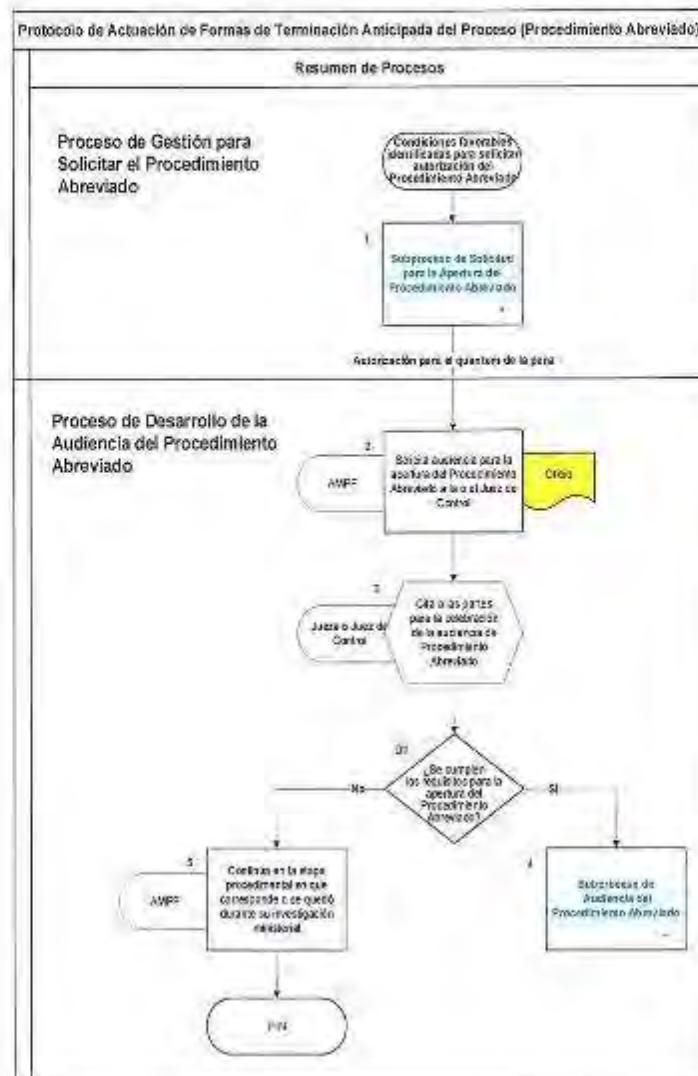 Protocolo de Actuación de Formas de Terminación Anticipada del Proceso (Procedimiento Abreviado)
Resumen de Procesos
Proceso de Gestión para
Solicitar el Procedimiento
Abreviado
Condiciones favorables
identificadas para solicitar
autorización del
Procedimiento Abreviado
1.
Subproceso de Solicitud
para la Apertura del
Procedimiento Abreviado
Autorización para el quantum de la pena
Proceso de Desarrollo de la
Audiencia del Procedimiento
Abreviado
2.
AMPF
Solicita audiencia para la
apertura del Procedimiento
Abreviado a la o el Juez de
Control
Oficio
3.
Jueza o Juez de
Control
Cita a las partes
para la celebración
de la audiencia de
Procedimiento
Abreviado
D1
¿Se cumplen
los requisitos para la
apertura del
Procedimiento
Abreviado?
No
Si
5.
AMPF
Continúa en la etapa
procedimental en que
corresponde o se quedó
durante su investigación
ministerial
4.
Subproceso de
Audiencia del
Procedimiento Abreviado
FIN